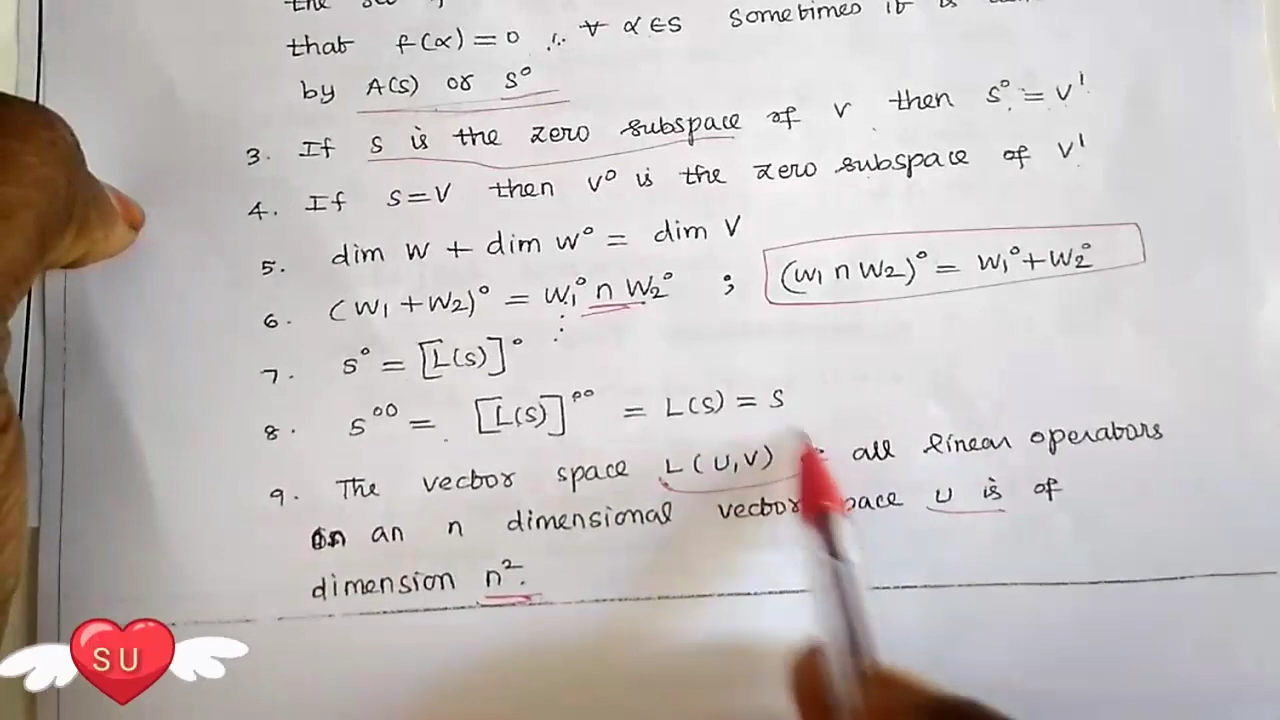 that f(α)=0 ∴ ∀ α∈S sometimes it is
by A(S) or S°
3. If S is the zero subspace of V then S° = V'
4. If S=V then V° is the zero subspace of V'
5. dim W + dim W° = dim V
6. (W1 + W2)° = W1° ∩ W2° ; (W1 ∩ W2)° = W1° + W2°
7. S° = [L(S)]°
8. S°° = [L(S)]°° = L(S) = S
9. The vector space L(U,V) all linear operators
on an n dimensional vector space U is of
dimension n².
SU